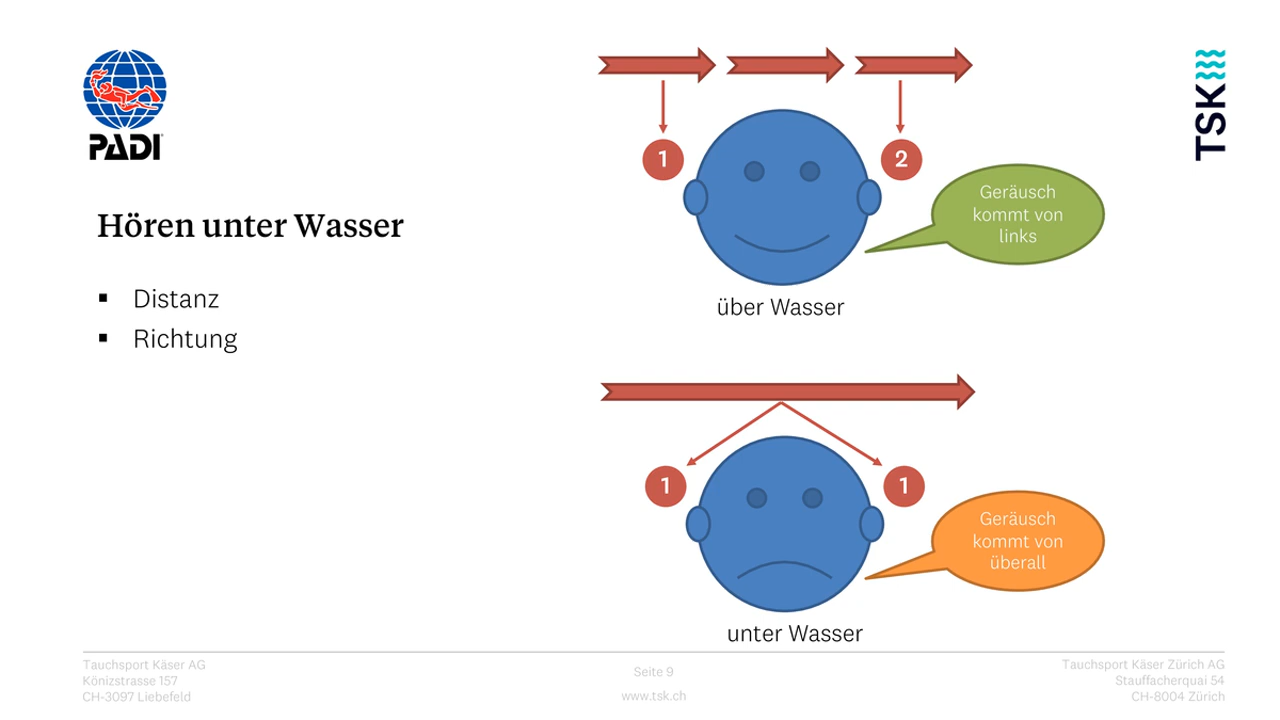 PADI
TSK
Hören unter Wasser
▪ Distanz
▪ Richtung
1
2
Geräusch
kommt von
links
über Wasser
1
1
Geräusch
kommt von
überall
unter Wasser
Tauchsport Käser AG
Könizstrasse 157
CH-3097 Liebefeld
Seite 9
www.tsk.ch
Tauchsport Käser Zürich AG
Stauffacherquai 54
CH-8004 Zürich